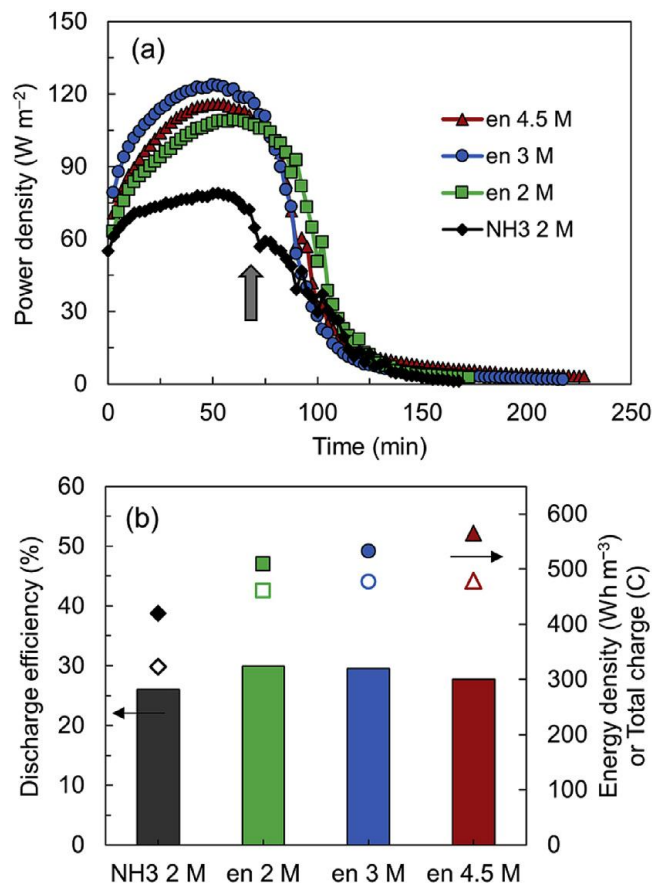 (a)
Power density (W m⁻²)
150
120
90
60
30
0
en 4.5 M
en 3 M
en 2 M
NH3 2 M
0 50 100 150 200 250
Time (min)
(b)
Discharge efficiency (%)
60
50
40
30
20
10
0
600
500
400
300
200
100
0
Energy density (Wh m⁻³)
or Total charge (C)
NH3 2 M en 2 M en 3 M en 4.5 M